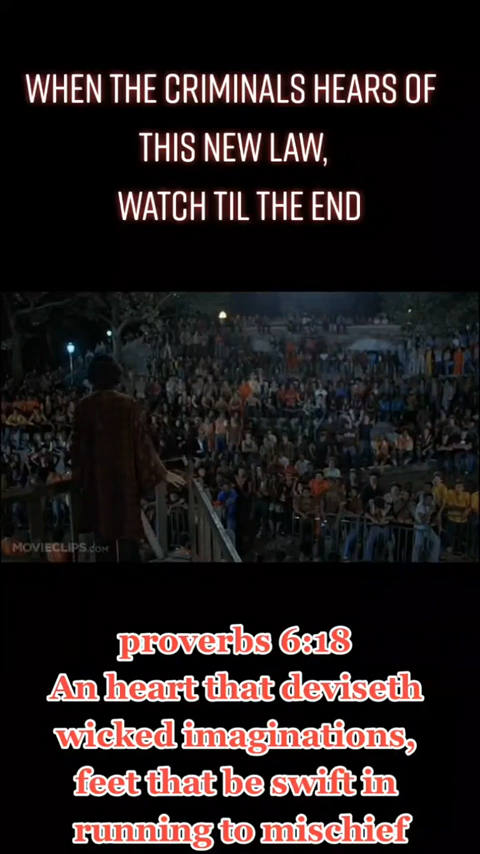 WHEN THE CRIMINALS HEARS OF
THIS NEW LAW,
WATCH TIL THE END
MOVIECLIPS.COM
proverbs 6:18
An heart that deviseth
wicked imaginations,
feet that be swift in
running to mischief